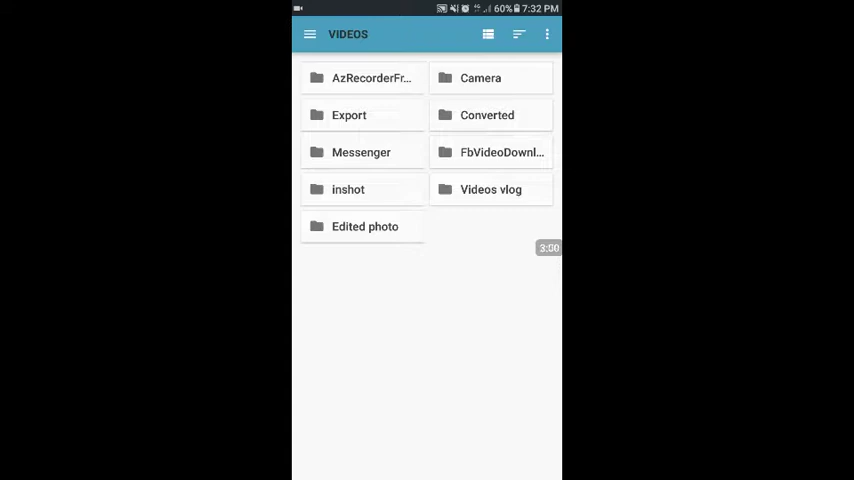 60% 7:32 PM
VIDEOS
AzRecorderFr...
Camera
Export
Converted
Messenger
FbVideoDownl...
inshot
Videos vlog
Edited photo
3:00